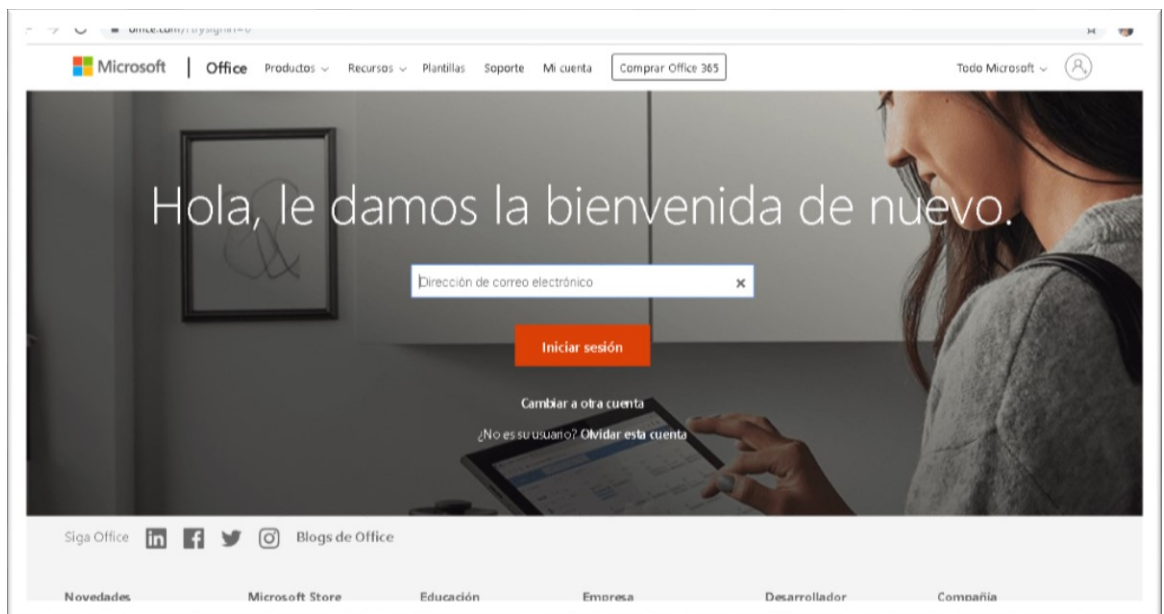 Microsoft | Office Productos Recursos Plantillas Soporte Mi cuenta Comprar Office 365 Todo Microsoft
Hola, le damos la bienvenida de nuevo.
Dirección de correo electrónico
Iniciar sesión
Cambiar a otra cuenta
¿No es su usuario? Olvidar esta cuenta
Siga Office in f Blogs de Office
Novedades Microsoft Store Educación Empresa Desarrollador Compañía